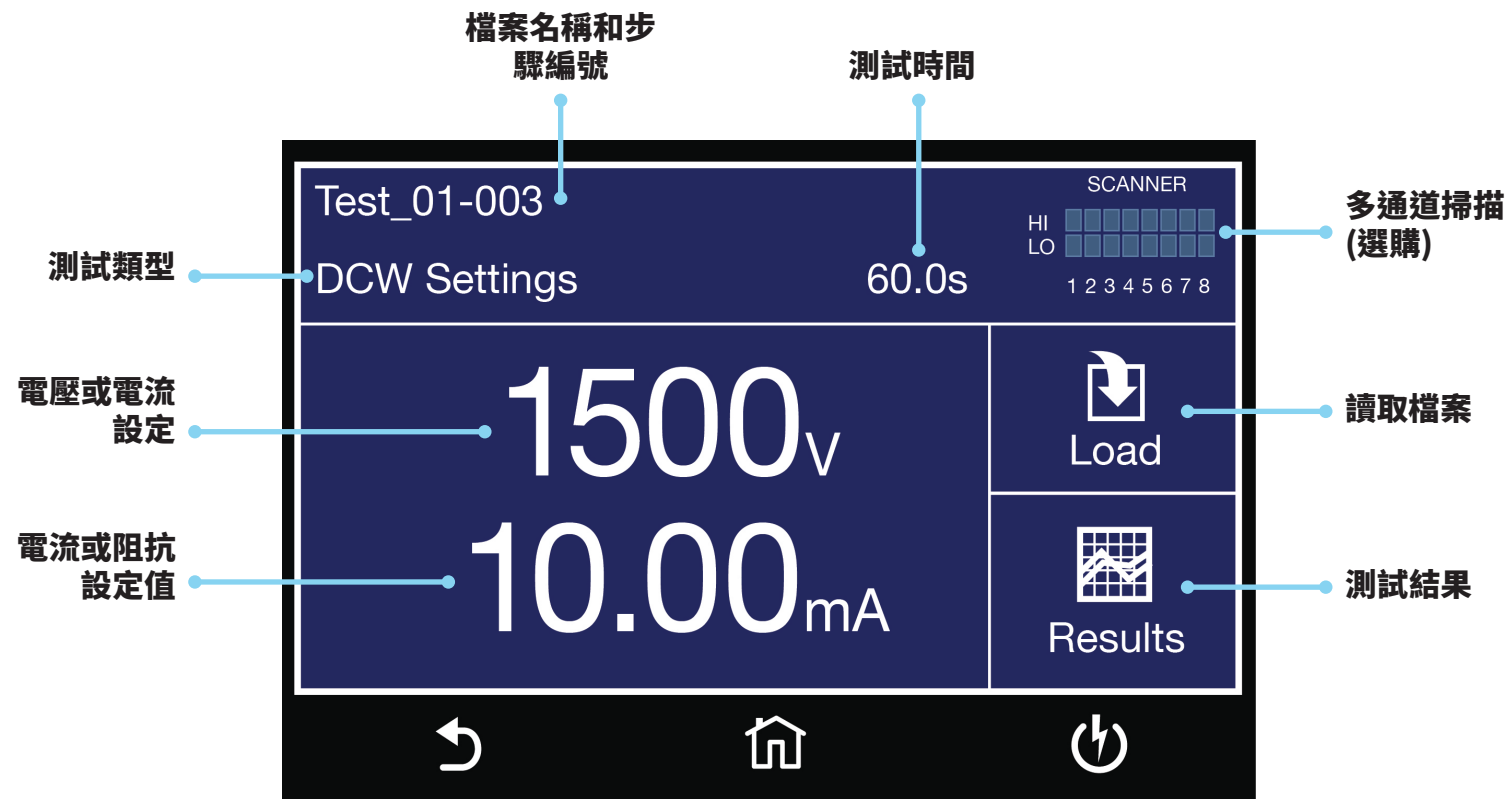 檔案名稱和步
驟編號
測試時間
Test_01-003
SCANNER
HI
LO
1 2 3 4 5 6 7 8
多通道掃描
(選購)
測試類型
DCW Settings
60.0s
電壓或電流
設定
1500V
Load
讀取檔案
電流或阻抗
設定值
10.00mA
Results
測試結果